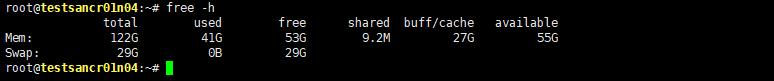 root@testsancr01n04:~# free -h
              total        used        free      shared  buff/cache   available
Mem:           122G         41G         53G        9.2M         27G         55G
Swap:           29G          0B         29G
root@testsancr01n04:~#